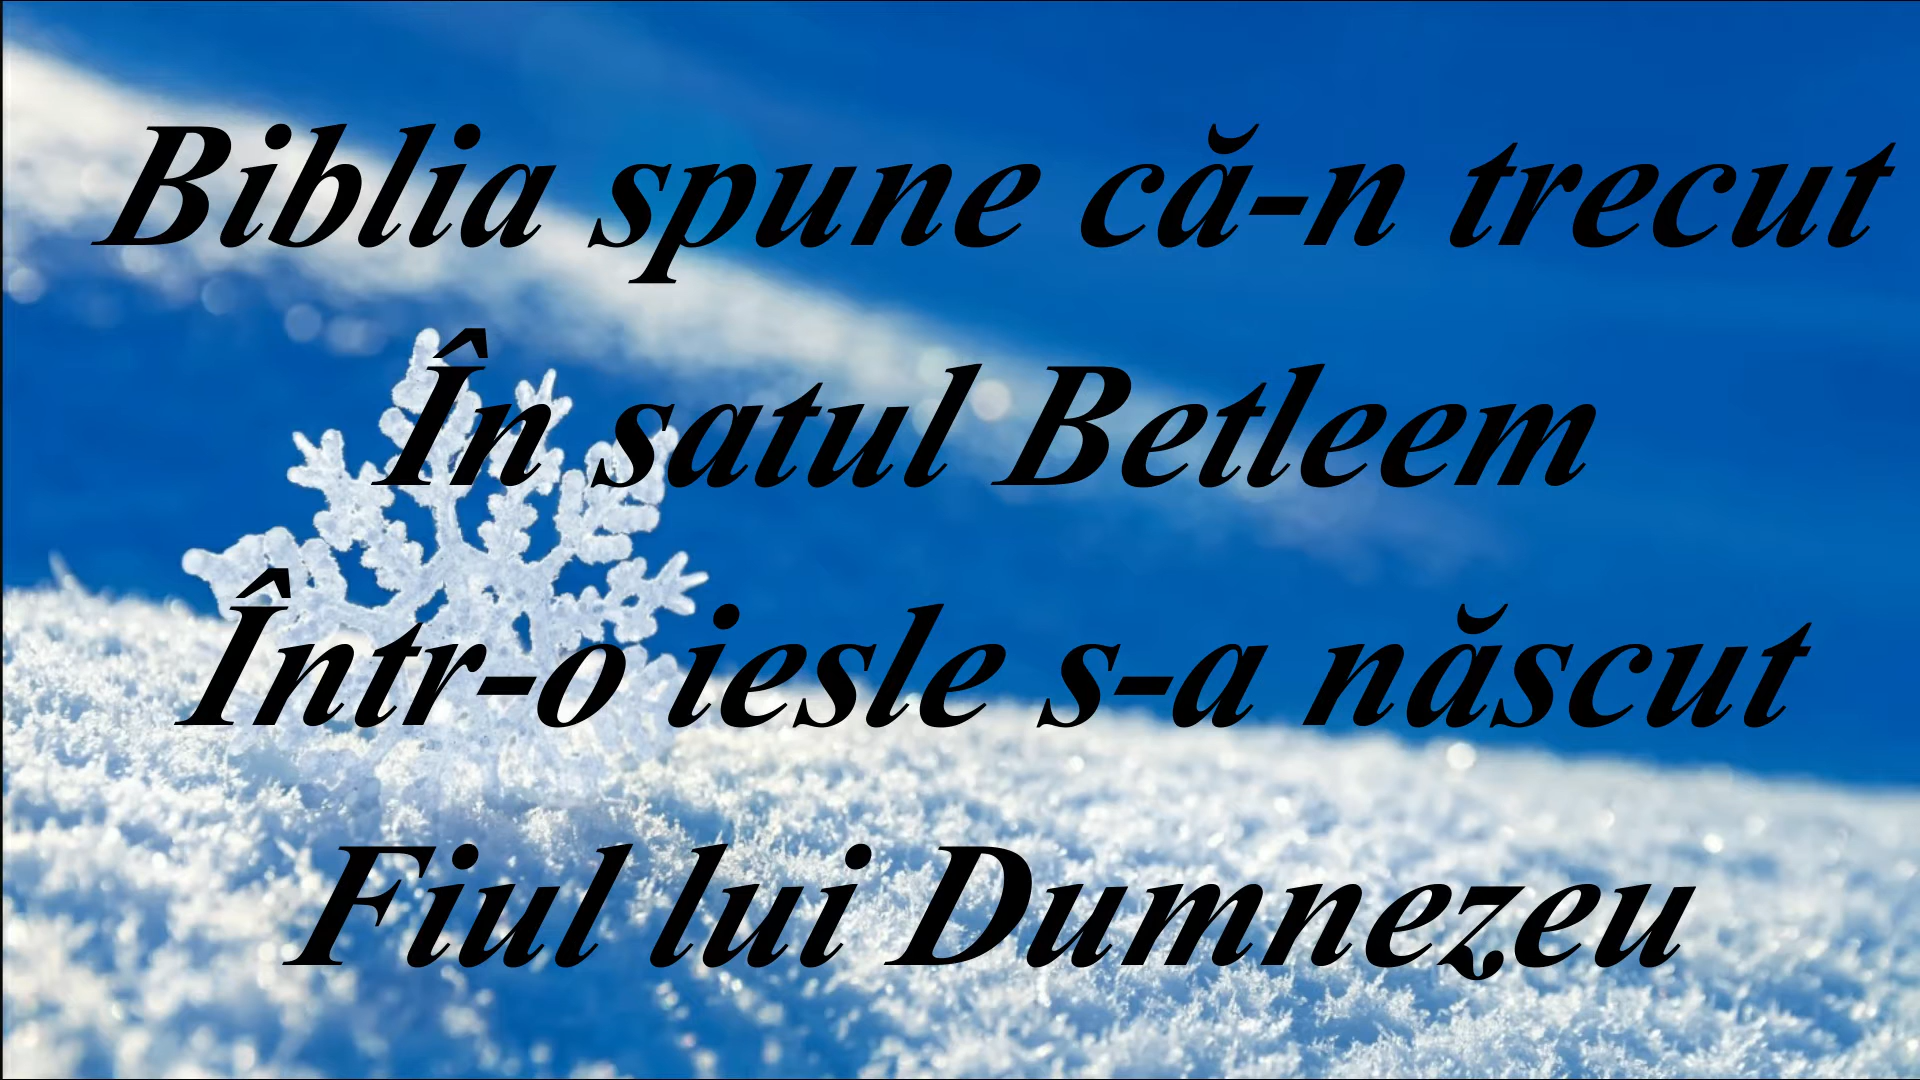 Biblia spune că-n trecut
În satul Betleem
Într-o iesle s-a născut
Fiul lui Dumnezeu